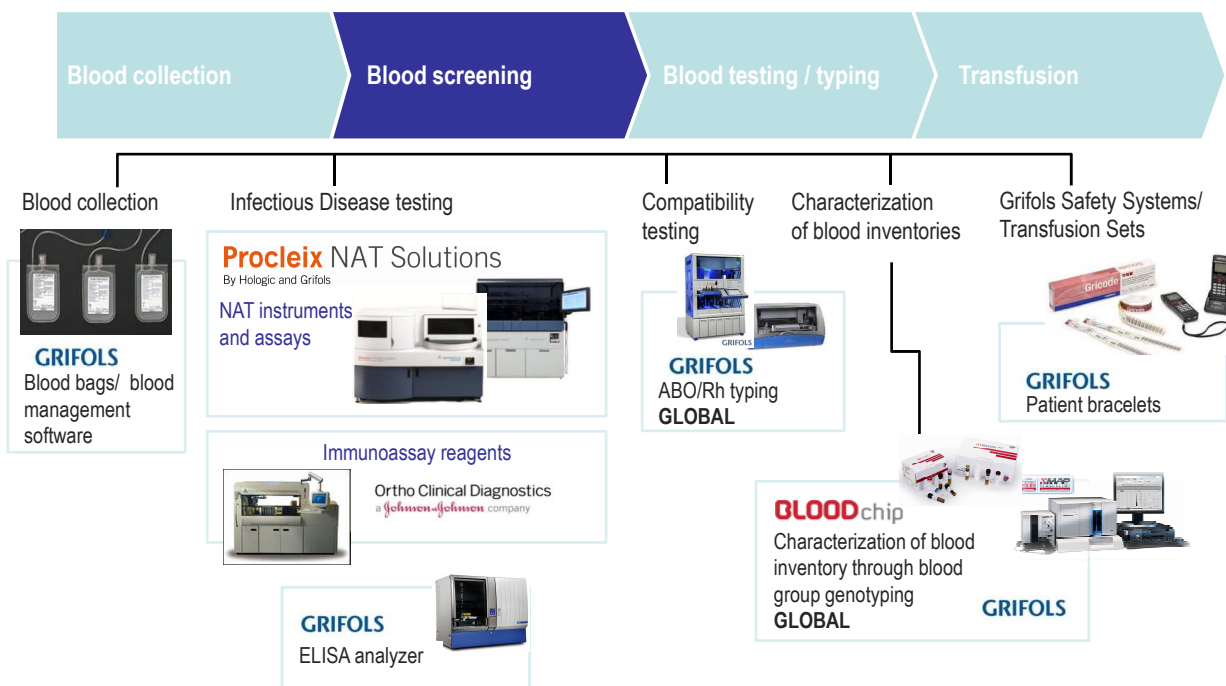 Blood collection
Blood screening
Blood testing / typing
Transfusion
Blood collection
Infectious Disease testing
Compatibility
testing
Characterization
of blood inventories
Grifols Safety Systems/
Transfusion Sets
Procleix NAT Solutions
By Hologic and Grifols
NAT instruments
and assays
Gricode
GRIFOLS
Blood bags/ blood
management
software
GRIFOLS
GRIFOLS
ABO/Rh typing
GLOBAL
GRIFOLS
Patient bracelets
Immunoassay reagents
Ortho Clinical Diagnostics
a Johnson & Johnson company
BLOODchip
xMAP
Characterization of blood
inventory through blood
group genotyping
GLOBAL
GRIFOLS
GRIFOLS
ELISA analyzer